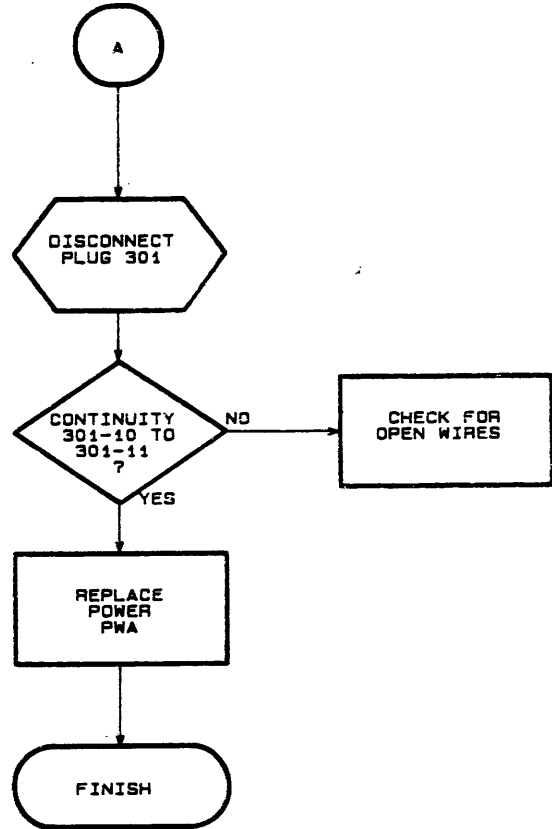 A
DISCONNECT
PLUG 301
CONTINUITY
301-10 TO
301-11
?
NO
CHECK FOR
OPEN WIRES
YES
REPLACE
POWER
PWA
FINISH